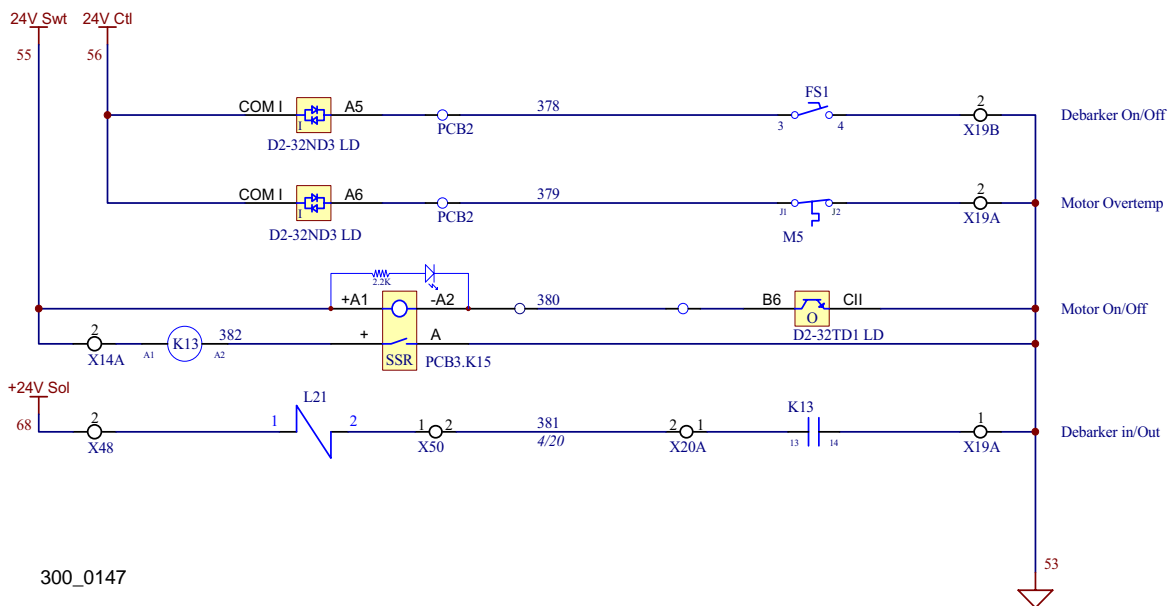 24V Swt 24V Ctl
55 56
COM I I A5 378 FS1 2
PCB2 3 4 X19B Debarker On/Off
D2-32ND3 LD
COM I I A6 379 2
PCB2 J1 J2 X19A Motor Overtemp
D2-32ND3 LD M5
2.2K
+A1 -A2 380 B6 CII Motor On/Off
O
2 K13 382 + A D2-32TD1 LD
X14A A1 A2 SSR PCB3.K15
+24V Sol
L21 K13
68 2 1 2 1 2 381 2 1 1 Debarker in/Out
X48 X50 4/20 X20A 13 14 X19A
53
300_0147